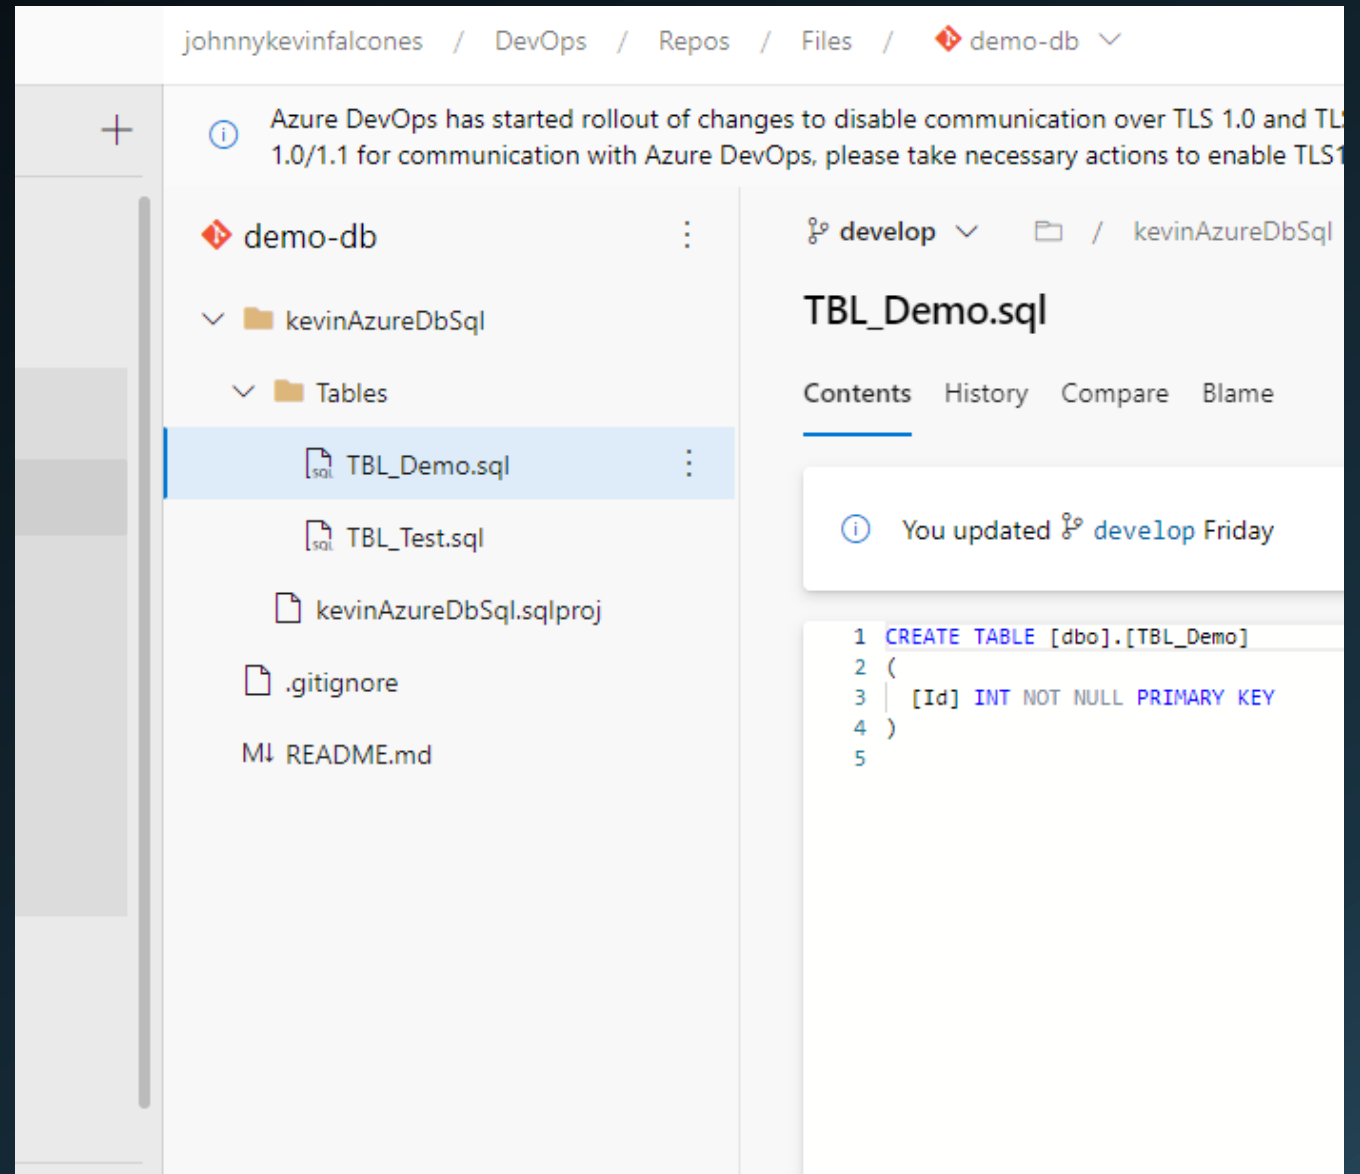 johnnykevinfalcones / DevOps / Repos / Files / demo-db
Azure DevOps has started rollout of changes to disable communication over TLS 1.0 and
1.0/1.1 for communication with Azure DevOps, please take necessary actions to enable
demo-db
develop / kevinAzureDbSql
kevinAzureDbSql
TBL_Demo.sql
Tables
Contents History Compare Blame
TBL_Demo.sql
TBL_Test.sql
You updated develop Friday
kevinAzureDbSql.sqlproj
.gitignore
README.md
1 CREATE TABLE [dbo].[TBL_Demo]
2 (
3 [Id] INT NOT NULL PRIMARY KEY
4 )
5